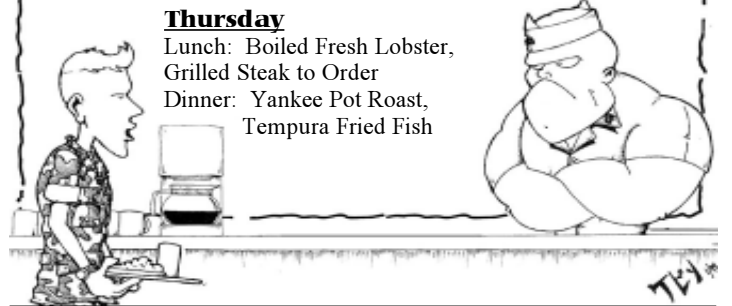 Thursday
Lunch:  Boiled Fresh Lobster,
Grilled Steak to Order
Dinner:  Yankee Pot Roast,
Tempura Fried Fish